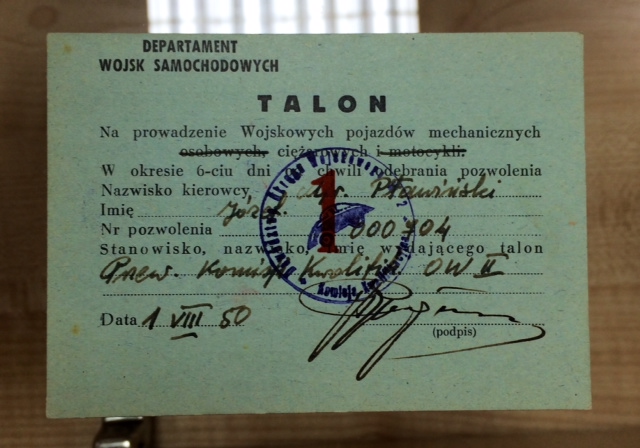 DEPARTAMENT
WOJSK SAMOCHODOWYCH
TALON
Na prowadzenie Wojskowych pojazdów mechanicznych
osobowych, ciężarowych i motocykli.
W okresie 6-ciu dni od chwili odebrania pozwolenia
Nazwisko kierowcy Pławiński
Imię Józef
Nr pozwolenia 000704
Stanowisko, nazwisko, imię wydającego talon
Przew. Komisji Kwalifik. OW II
1
Data 1 VIII 50
(podpis)